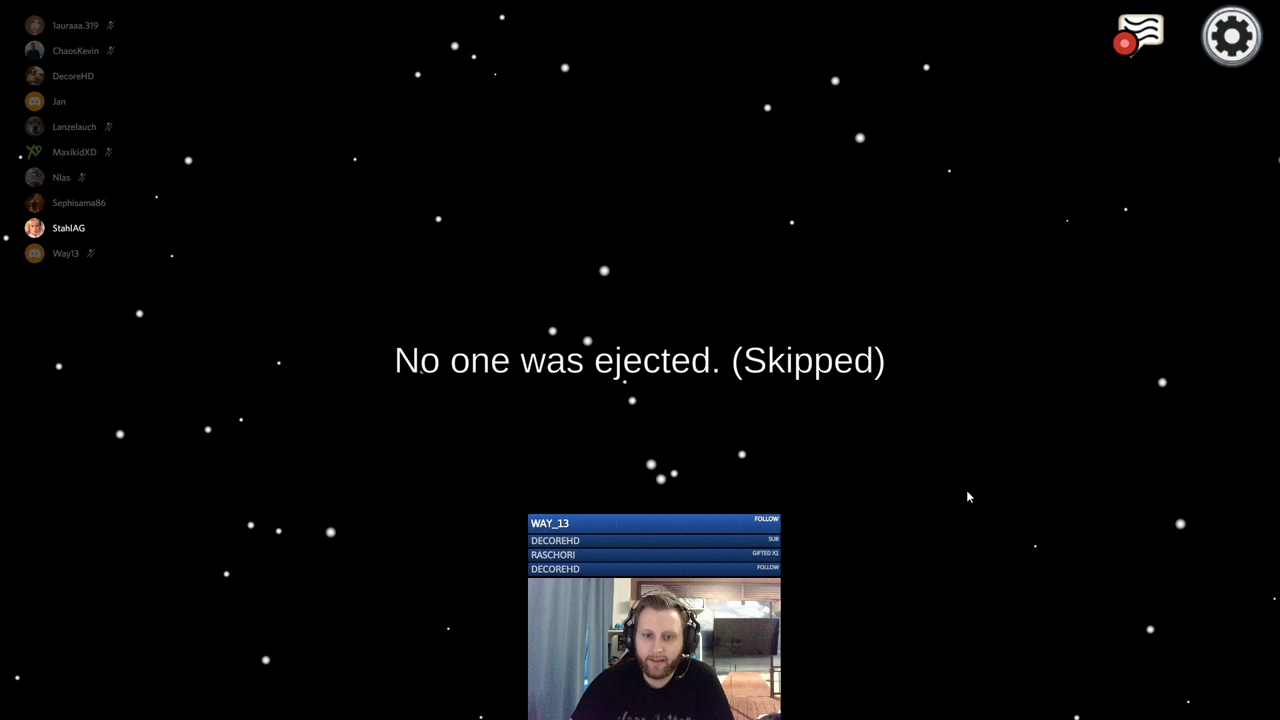 1auraaa.319
ChaosKevin
DecoreHD
Jan
Lanzelauch
MaxikidXD
Nlas
Sephisama86
StahlAG
Way13
No one was ejected. (Skipped)
WAY_13 FOLLOW
DECOREHD SUB
RASCHORI GIFTED X1
DECOREHD FOLLOW